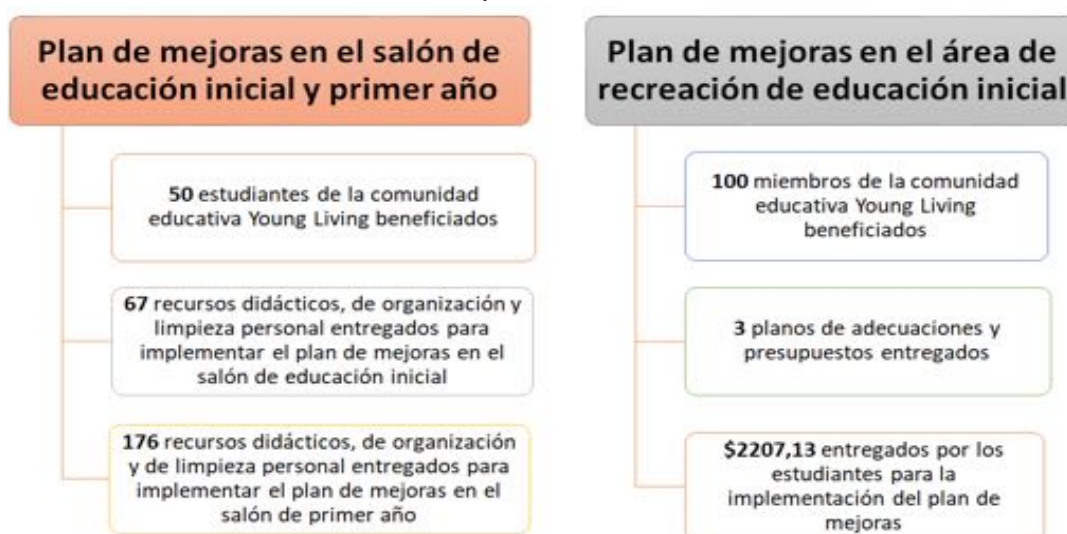 Plan de mejoras en el salón de
educación inicial y primer año
50 estudiantes de la comunidad
educativa Young Living beneficiados
67 recursos didácticos, de organización y
limpieza personal entregados para
implementar el plan de mejoras en el
salón de educación inicial
176 recursos didácticos, de organización
y de limpieza personal entregados para
implementar el plan de mejoras en el
salón de primer año
Plan de mejoras en el área de
recreación de educación inicial
100 miembros de la comunidad
educativa Young Living
beneficiados
3 planos de adecuaciones y
presupuestos entregados
$2207,13 entregados por los
estudiantes para la
implementación del plan de
mejoras